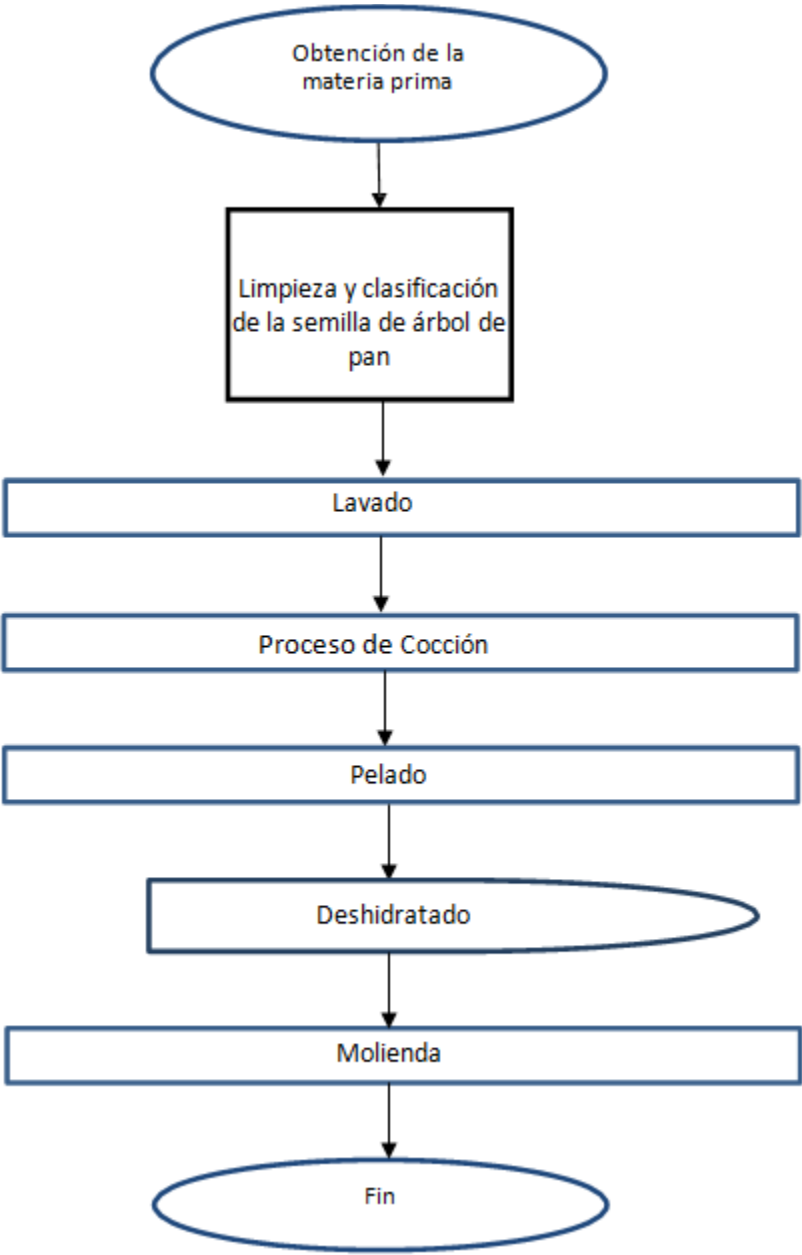 Obtención de la
materia prima
Limpieza y clasificación
de la semilla de árbol de
pan
Lavado
Proceso de Cocción
Pelado
Deshidratado
Molienda
Fin